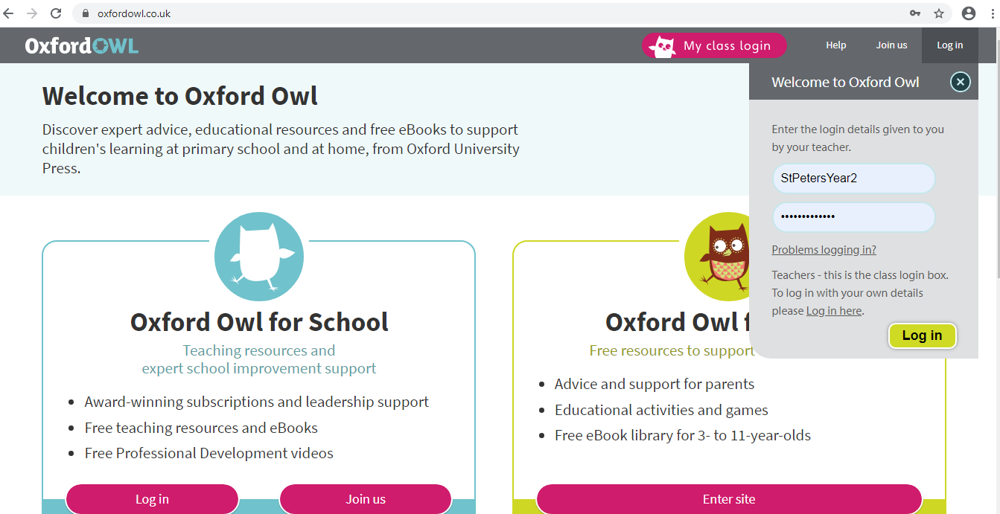 oxfordowl.co.uk
OxfordOWL
My class login
Help
Join us
Log in
Welcome to Oxford Owl
Discover expert advice, educational resources and free eBooks to support
children's learning at primary school and at home, from Oxford University
Press.
Welcome to Oxford Owl
Enter the login details given to you
by your teacher.
StPetersYear2
•••••••••••••
Problems logging in?
Teachers - this is the class login box.
To log in with your own details
please Log in here.
Log in
Oxford Owl for School
Teaching resources and
expert school improvement support
• Award-winning subscriptions and leadership support
• Free teaching resources and eBooks
• Free Professional Development videos
Log in
Join us
Oxford Owl f
Free resources to support
• Advice and support for parents
• Educational activities and games
• Free eBook library for 3- to 11-year-olds
Enter site